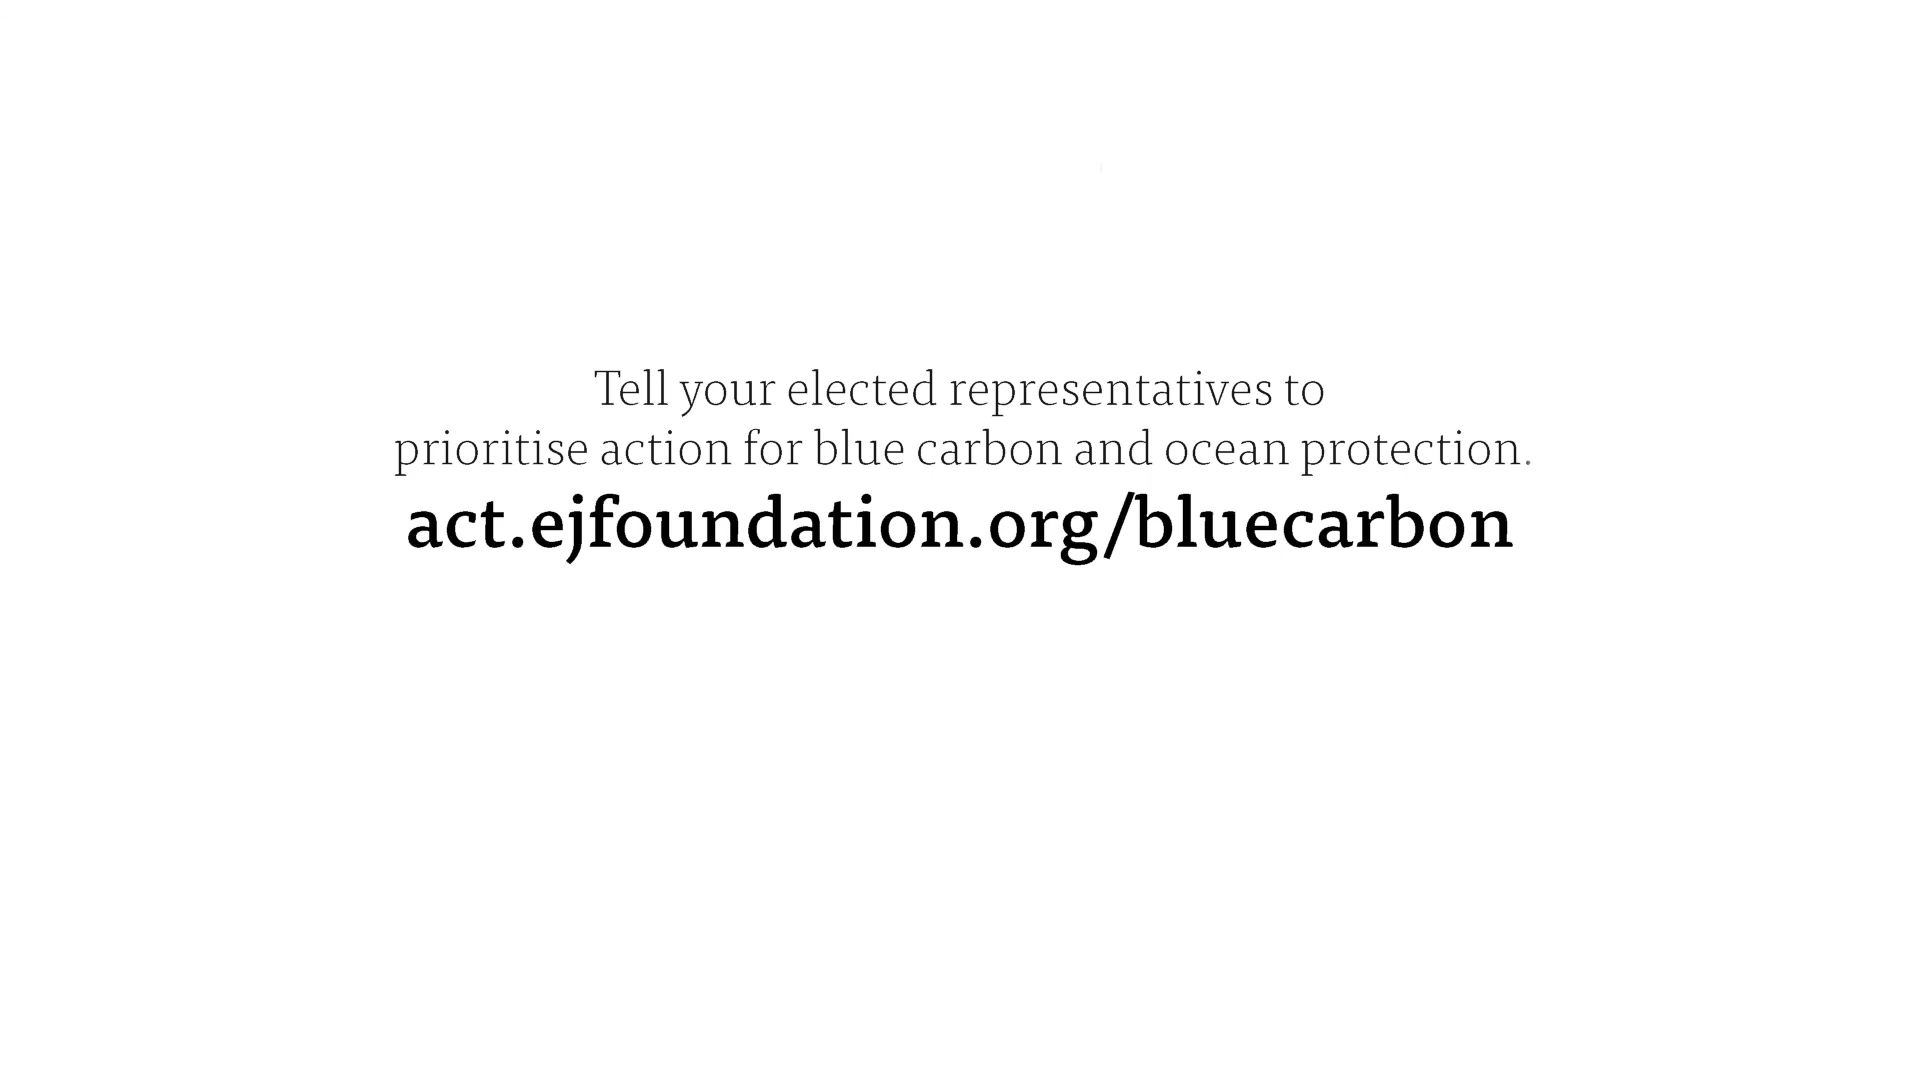 Tell your elected representatives to
prioritise action for blue carbon and ocean protection.
act.ejfoundation.org/bluecarbon